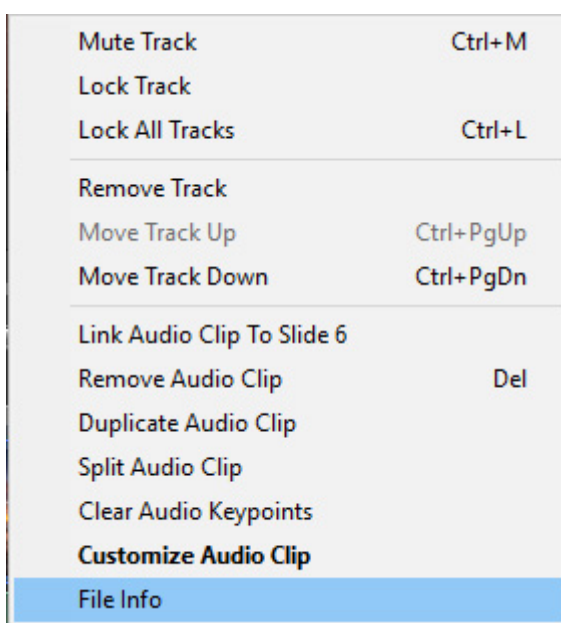 Mute Track Ctrl+M
Lock Track
Lock All Tracks Ctrl+L
Remove Track
Move Track Up Ctrl+PgUp
Move Track Down Ctrl+PgDn
Link Audio Clip To Slide 6
Remove Audio Clip Del
Duplicate Audio Clip
Split Audio Clip
Clear Audio Keypoints
Customize Audio Clip
File Info